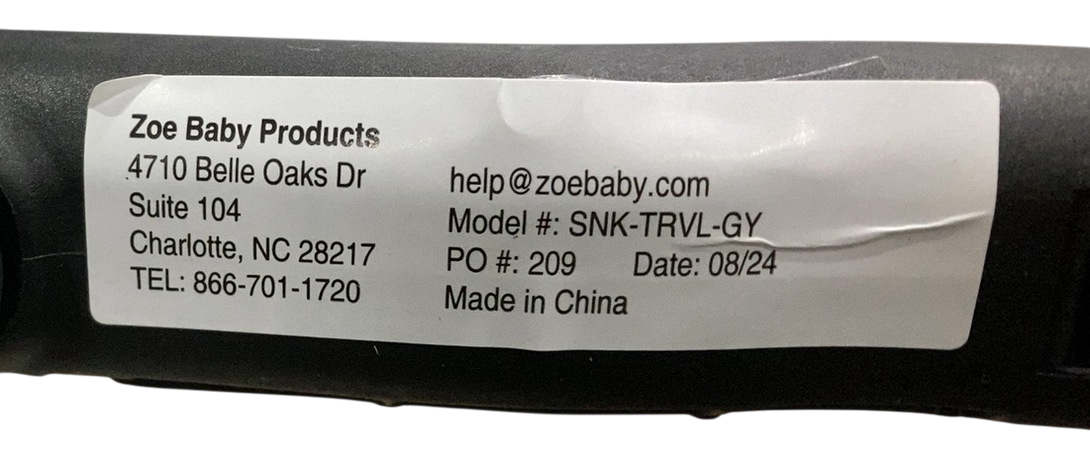 Zoe Baby Products
4710 Belle Oaks Dr
Suite 104
Charlotte, NC 28217
TEL: 866-701-1720
help@zoebaby.com
Model #: SNK-TRVL-GY
PO #: 209 Date: 08/24
Made in China